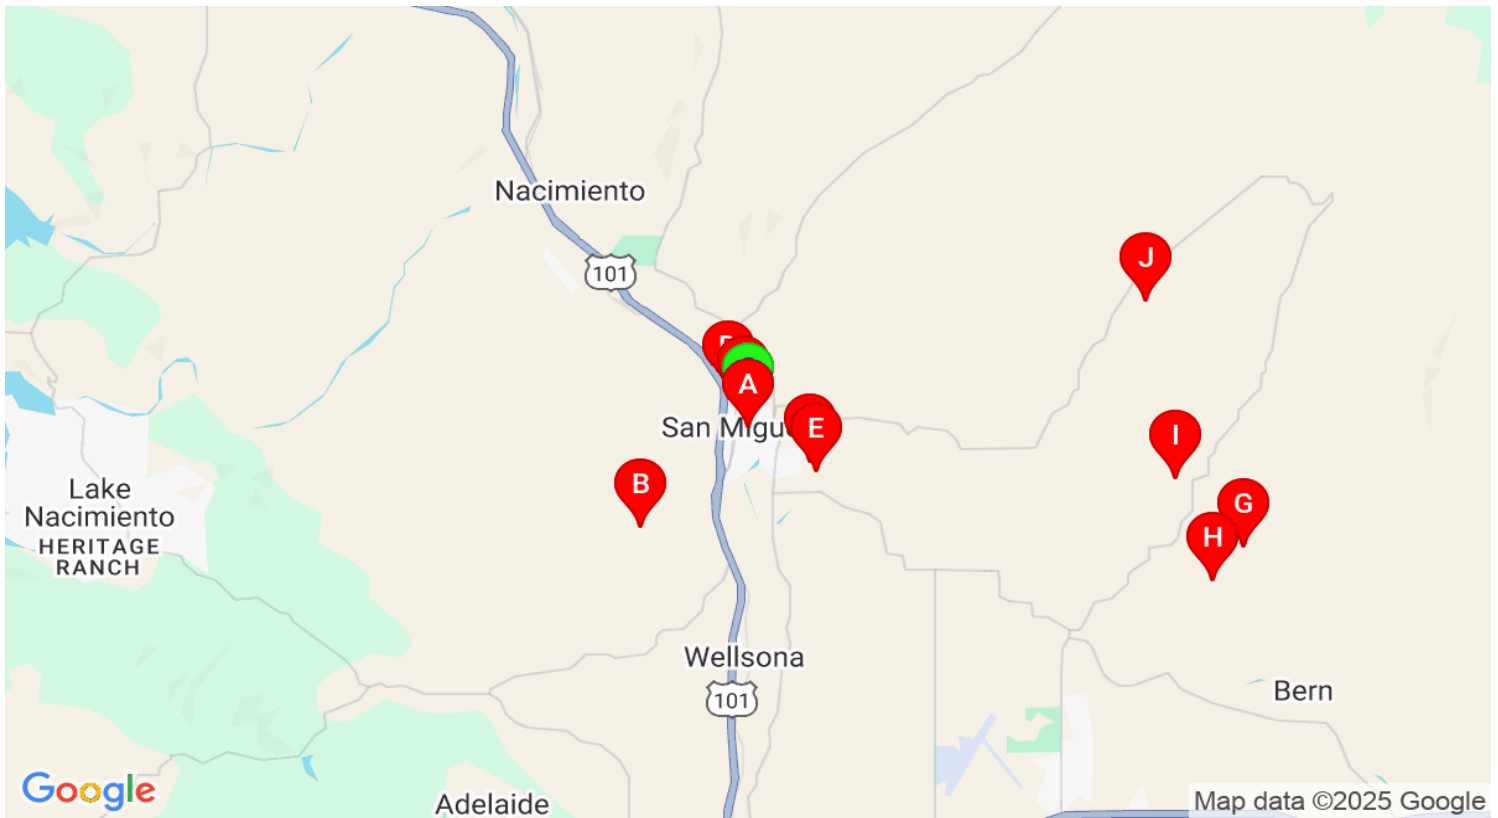 Nacimiento
101
J
A
San Migu
E
I
B
Lake
Nacimiento
HERITAGE
RANCH
G
H
Wellsona
101
Bern
Google
Adelaide
Map data ©2025 Google